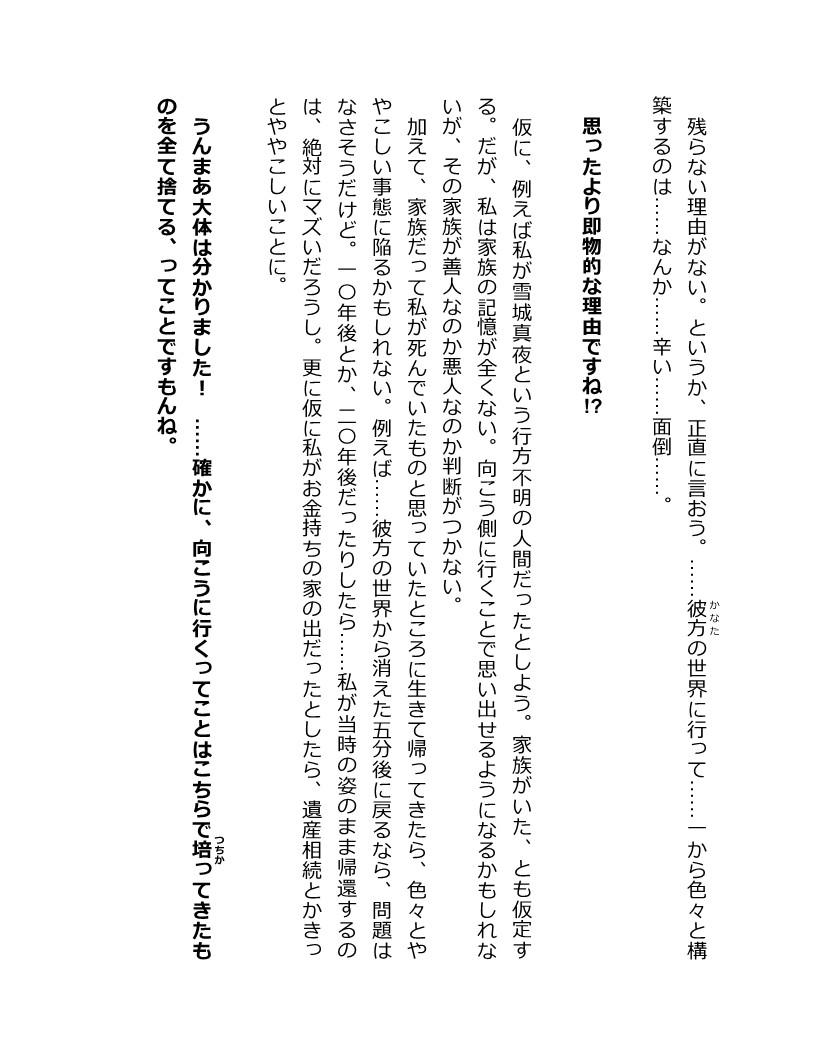 残らない理由がない。というか、正直に言おう。……彼方の世界に行って……一から色々と構
かなた
築するのは……なんか……辛い……面倒……。
思ったより即物的な理由ですね!?
仮に、例えば私が雪城真夜という行方不明の人間だったとしよう。家族がいた、とも仮定す
る。だが、私は家族の記憶が全くない。向こう側に行くことで思い出せるようになるかもしれな
いが、その家族が善人なのか悪人なのか判断がつかない。
加えて、家族だって私が死んでいたものと思っていたところに生きて帰ってきたら、色々とや
やこしい事態に陥るかもしれない。例えば……彼方の世界から消えた五分後に戻るなら、問題は
なさそうだけど。一〇年後とか、二〇年後だったりしたら……私が当時の姿のまま帰還するの
は、絶対にマズいだろうし。更に仮に私がお金持ちの家の出だったとしたら、遺産相続とかきっ
とややこしいことに。
うんまあ大体は分かりました！　……確かに、向こうに行くってことはこちらで培ってきたも
つちか
のを全て捨てる、ってことですもんね。